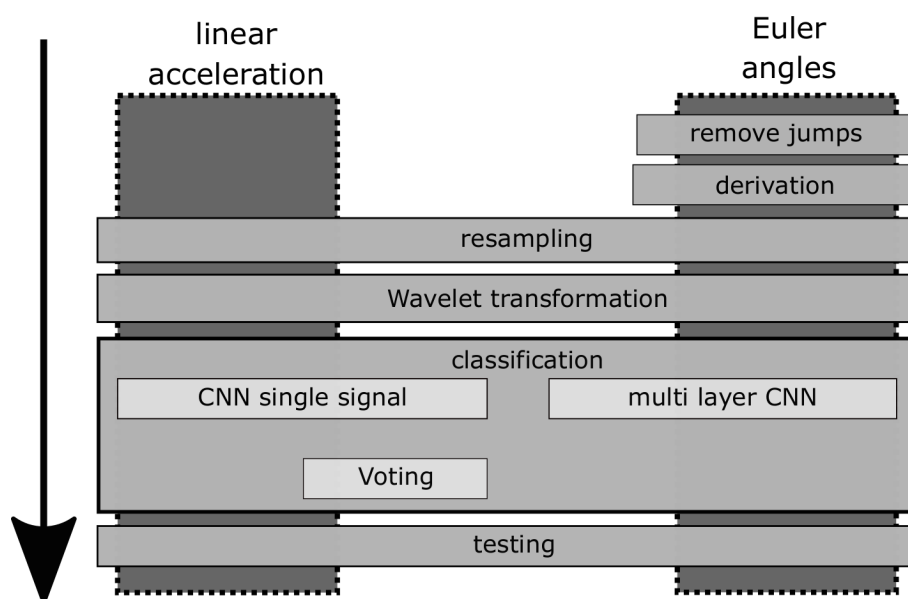 linear
acceleration
Euler
angles
remove jumps
derivation
resampling
Wavelet transformation
classification
CNN single signal
multi layer CNN
Voting
testing